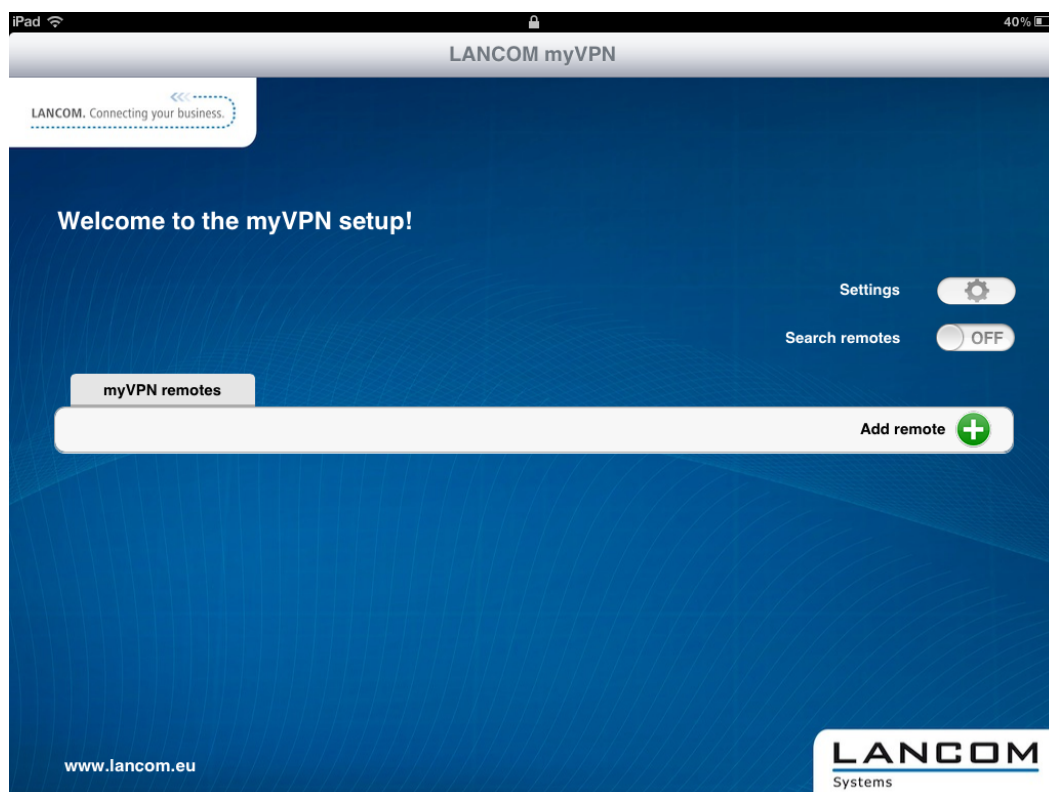 iPad 40%
LANCOM myVPN
LANCOM. Connecting your business.
Welcome to the myVPN setup!
Settings
Search remotes OFF
myVPN remotes
Add remote
www.lancom.eu
LANCOM
Systems